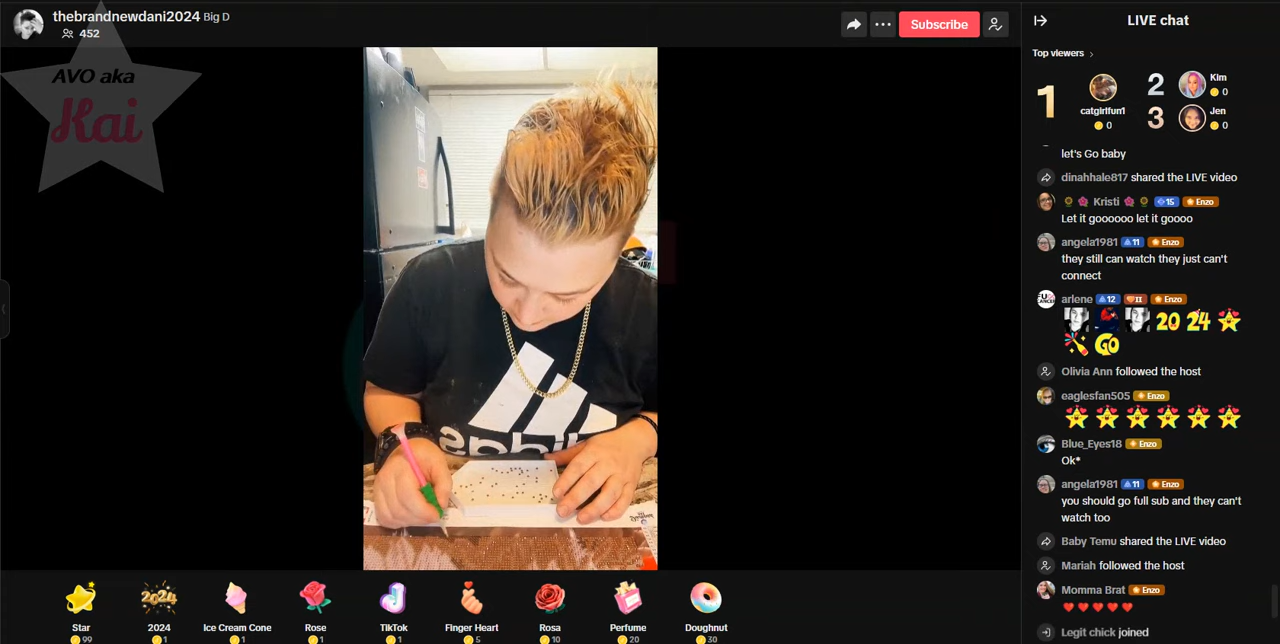 thebrandnewdani2024 Big D
452
Subscribe
AVO aka
Kai
adidas
Star
99
2024
1
Ice Cream Cone
1
Rose
1
TikTok
1
Finger Heart
5
Rosa
10
Perfume
20
Doughnut
30
LIVE chat
Top viewers
1
catgirlfun1
0
2
Kim
0
3
Jen
0
let's Go baby
dinahhale817 shared the LIVE video
Kristi 15 Enzo
Let it goooooo let it goooo
angela1981 11 Enzo
they still can watch they just can't
connect
arlene 12 II Enzo
20 24
GO
Olivia Ann followed the host
eaglesfan505 Enzo
Blue_Eyes18 Enzo
Ok*
angela1981 11 Enzo
you should go full sub and they can't
watch too
Baby Temu shared the LIVE video
Mariah followed the host
Momma Brat Enzo
Legit chick joined